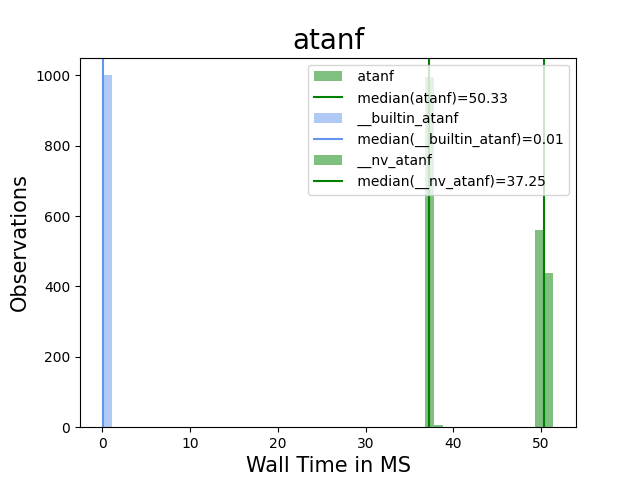 atanf
1000
800
600
400
200
0
Observations
atanf
median(atanf)=50.33
__builtin_atanf
median(__builtin_atanf)=0.01
__nv_atanf
median(__nv_atanf)=37.25
0 10 20 30 40 50
Wall Time in MS